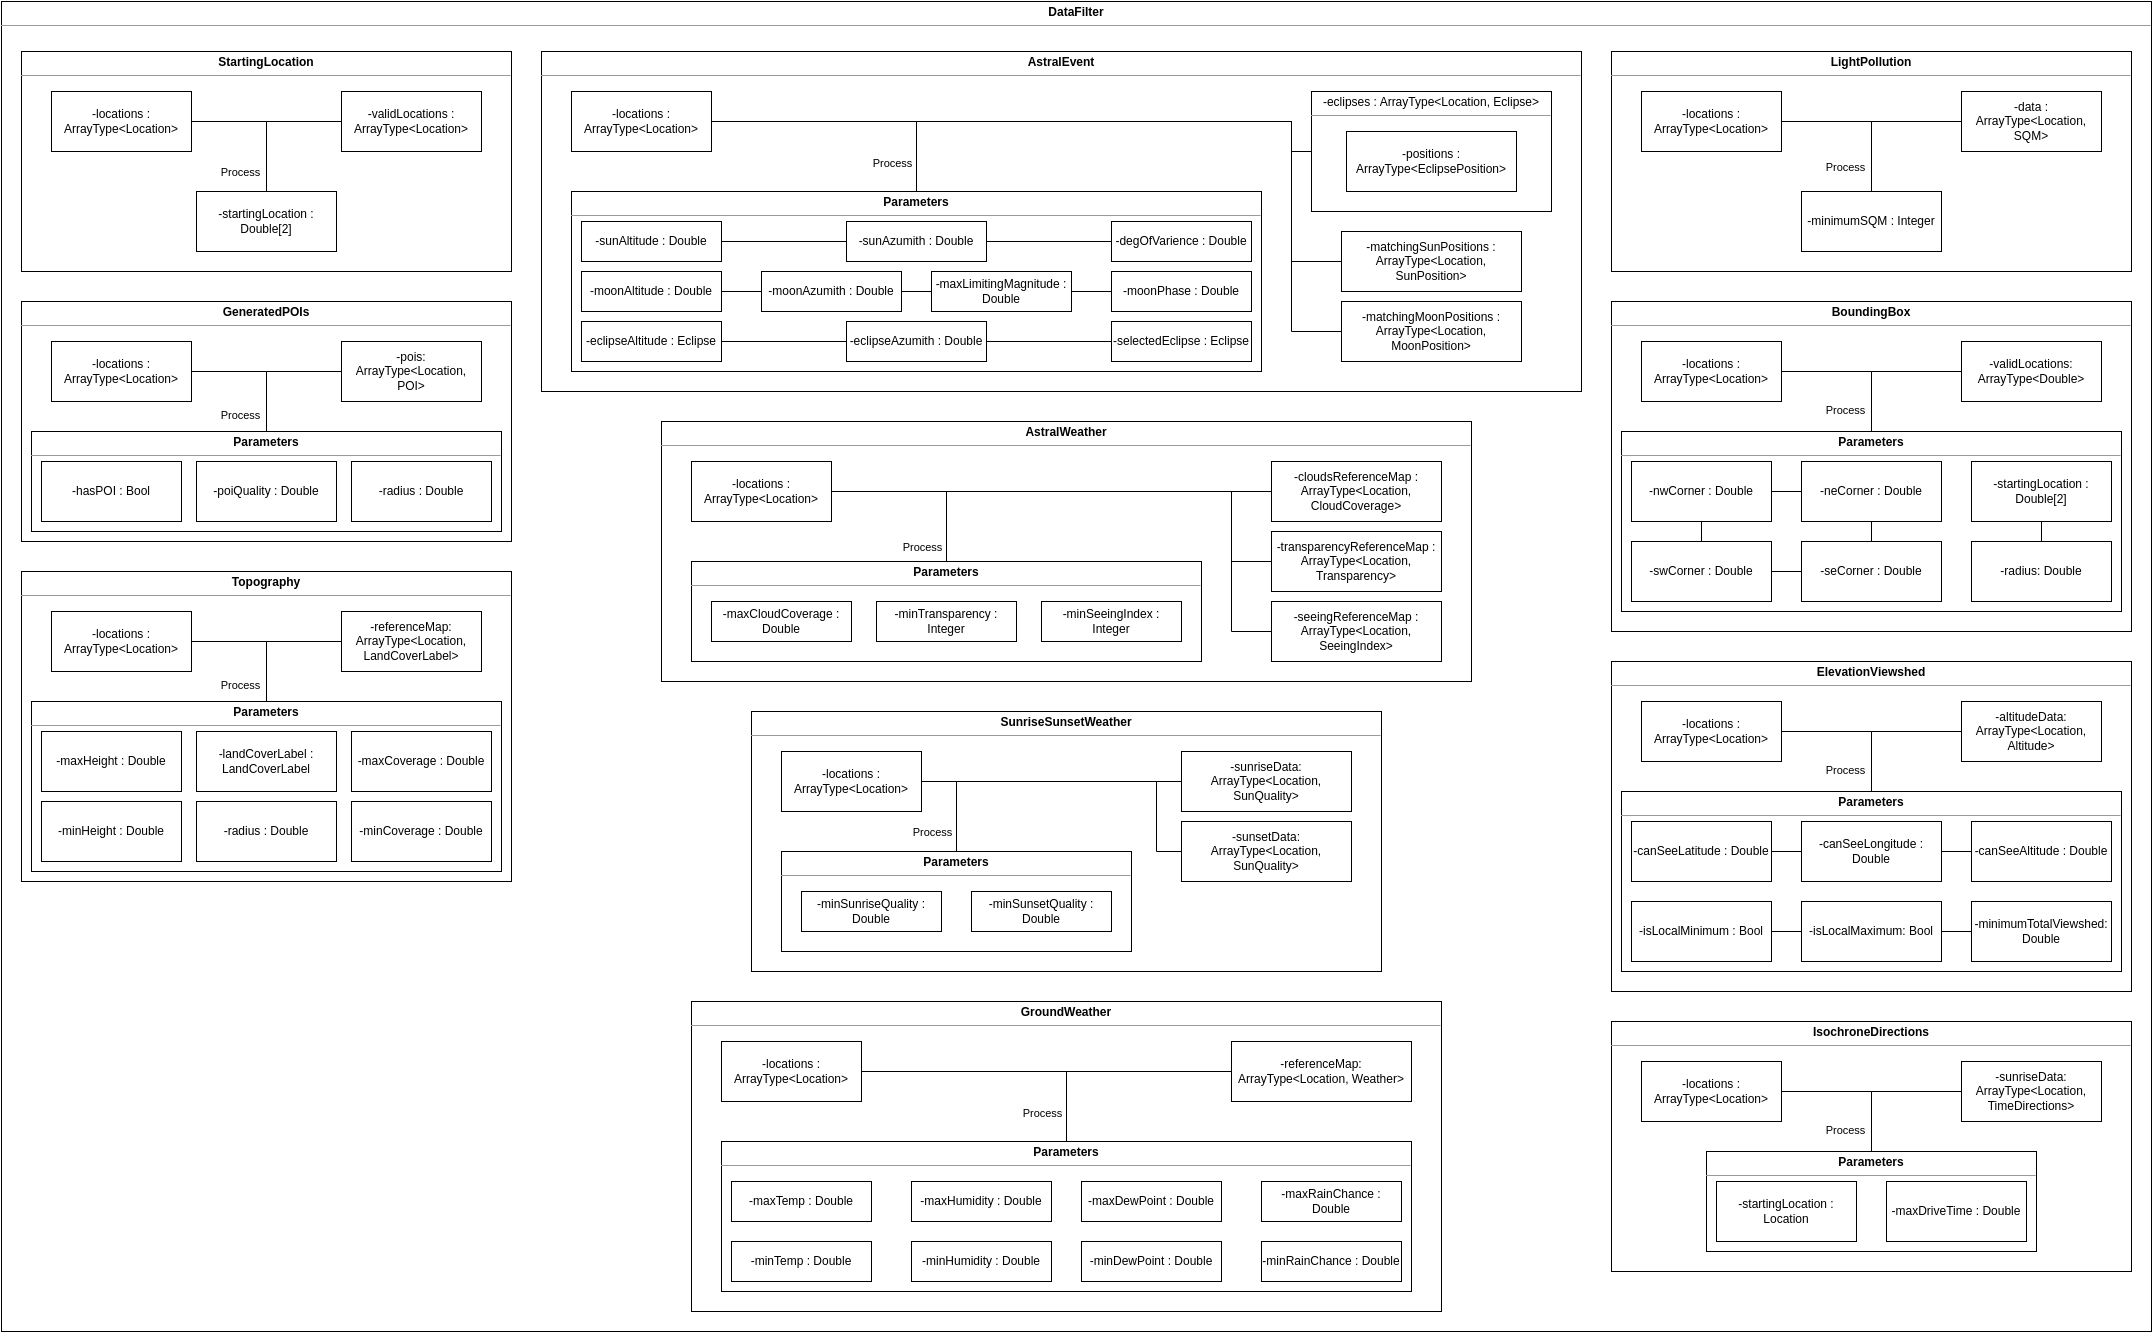 DataFilter
StartingLocation
-locations :
ArrayType<Location>
-validLocations :
ArrayType<Location>
Process
-startingLocation :
Double[2]
GeneratedPOIs
-locations :
ArrayType<Location>
-pois:
ArrayType<Location,
POI>
Process
Parameters
-hasPOI : Bool
-poiQuality : Double
-radius : Double
Topography
-locations :
ArrayType<Location>
-referenceMap:
ArrayType<Location,
LandCoverLabel>
Process
Parameters
-maxHeight : Double
-landCoverLabel :
LandCoverLabel
-maxCoverage : Double
-minHeight : Double
-radius : Double
-minCoverage : Double
AstralEvent
-locations :
ArrayType<Location>
-eclipses : ArrayType<Location, Eclipse>
-positions :
ArrayType<EclipsePosition>
Process
Parameters
-sunAltitude : Double
-sunAzumith : Double
-degOfVarience : Double
-moonAltitude : Double
-moonAzumith : Double
-maxLimitingMagnitude :
Double
-moonPhase : Double
-eclipseAltitude : Eclipse
-eclipseAzumith : Double
-selectedEclipse : Eclipse
-matchingSunPositions :
ArrayType<Location,
SunPosition>
-matchingMoonPositions :
ArrayType<Location,
MoonPosition>
AstralWeather
-locations :
ArrayType<Location>
-cloudsReferenceMap :
ArrayType<Location,
CloudCoverage>
-transparencyReferenceMap :
ArrayType<Location,
Transparency>
-seeingReferenceMap :
ArrayType<Location,
SeeingIndex>
Process
Parameters
-maxCloudCoverage :
Double
-minTransparency :
Integer
-minSeeingIndex :
Integer
SunriseSunsetWeather
-locations :
ArrayType<Location>
-sunriseData:
ArrayType<Location,
SunQuality>
-sunsetData:
ArrayType<Location,
SunQuality>
Process
Parameters
-minSunriseQuality :
Double
-minSunsetQuality :
Double
GroundWeather
-locations :
ArrayType<Location>
-referenceMap:
ArrayType<Location, Weather>
Process
Parameters
-maxTemp : Double
-maxHumidity : Double
-maxDewPoint : Double
-maxRainChance :
Double
-minTemp : Double
-minHumidity : Double
-minDewPoint : Double
-minRainChance : Double
LightPollution
-locations :
ArrayType<Location>
-data :
ArrayType<Location,
SQM>
Process
-minimumSQM : Integer
BoundingBox
-locations :
ArrayType<Location>
-validLocations:
ArrayType<Double>
Process
Parameters
-nwCorner : Double
-neCorner : Double
-startingLocation :
Double[2]
-swCorner : Double
-seCorner : Double
-radius: Double
ElevationViewshed
-locations :
ArrayType<Location>
-altitudeData:
ArrayType<Location,
Altitude>
Process
Parameters
-canSeeLatitude : Double
-canSeeLongitude :
Double
-canSeeAltitude : Double
-isLocalMinimum : Bool
-isLocalMaximum: Bool
-minimumTotalViewshed:
Double
IsochroneDirections
-locations :
ArrayType<Location>
-sunriseData:
ArrayType<Location,
TimeDirections>
Process
Parameters
-startingLocation :
Location
-maxDriveTime : Double